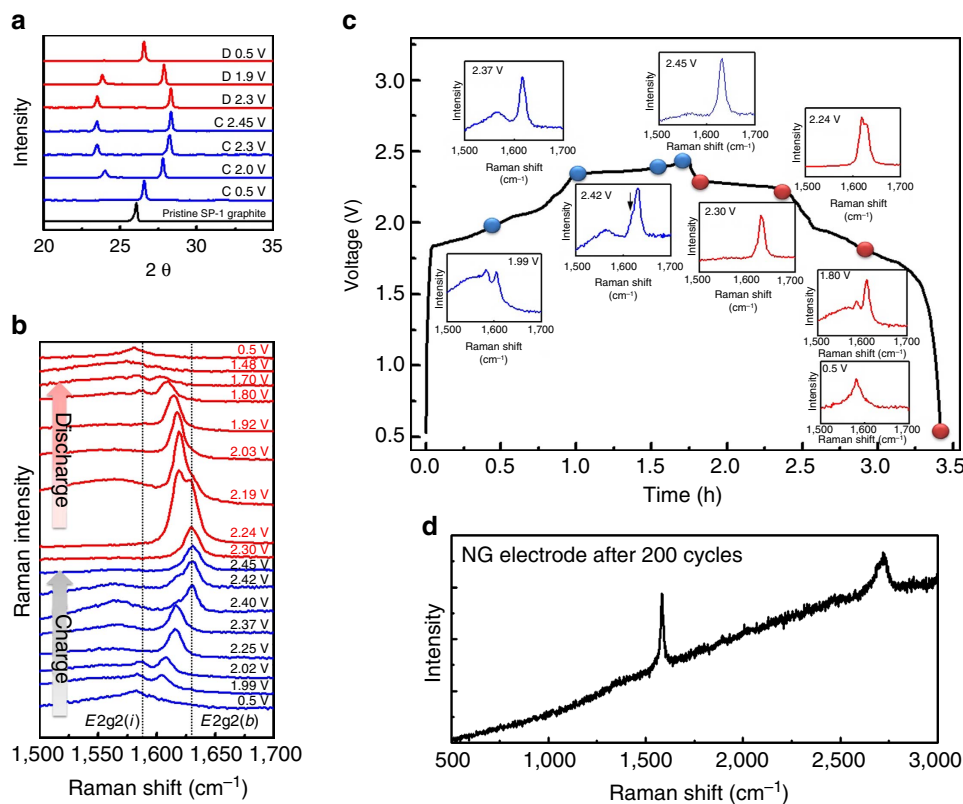 a
D 0.5 V
D 1.9 V
D 2.3 V
C 2.45 V
C 2.3 V
C 2.0 V
C 0.5 V
Pristine SP-1 graphite
Intensity
20 25 30 35
2 θ
b
0.5 V
1.48 V
1.70 V
1.80 V
1.92 V
2.03 V
2.19 V
2.24 V
2.30 V
2.45 V
2.42 V
2.40 V
2.37 V
2.25 V
2.02 V
1.99 V
0.5 V
Discharge
Charge
E2g2(i) E2g2(b)
Raman intensity
1,500 1,550 1,600 1,650 1,700
Raman shift (cm⁻¹)
c
3.0
2.5
2.0
1.5
1.0
0.5
Voltage (V)
0.0 0.5 1.0 1.5 2.0 2.5 3.0 3.5
Time (h)
2.37 V
Intensity
1,500 1,600 1,700
Raman shift
(cm⁻¹)
2.45 V
Intensity
1,500 1,600 1,700
Raman shift
(cm⁻¹)
2.24 V
Intensity
1,500 1,600 1,700
Raman shift
(cm⁻¹)
2.42 V
Intensity
1,500 1,600 1,700
Raman shift
(cm⁻¹)
2.30 V
Intensity
1,500 1,600 1,700
Raman shift
(cm⁻¹)
1.99 V
Intensity
1,500 1,600 1,700
Raman shift
(cm⁻¹)
1.80 V
Intensity
1,500 1,600 1,700
Raman shift (cm⁻¹)
0.5 V
Intensity
1,500 1,600 1,700
Raman shift (cm⁻¹)
d
NG electrode after 200 cycles
Intensity
500 1,000 1,500 2,000 2,500 3,000
Raman shift (cm⁻¹)